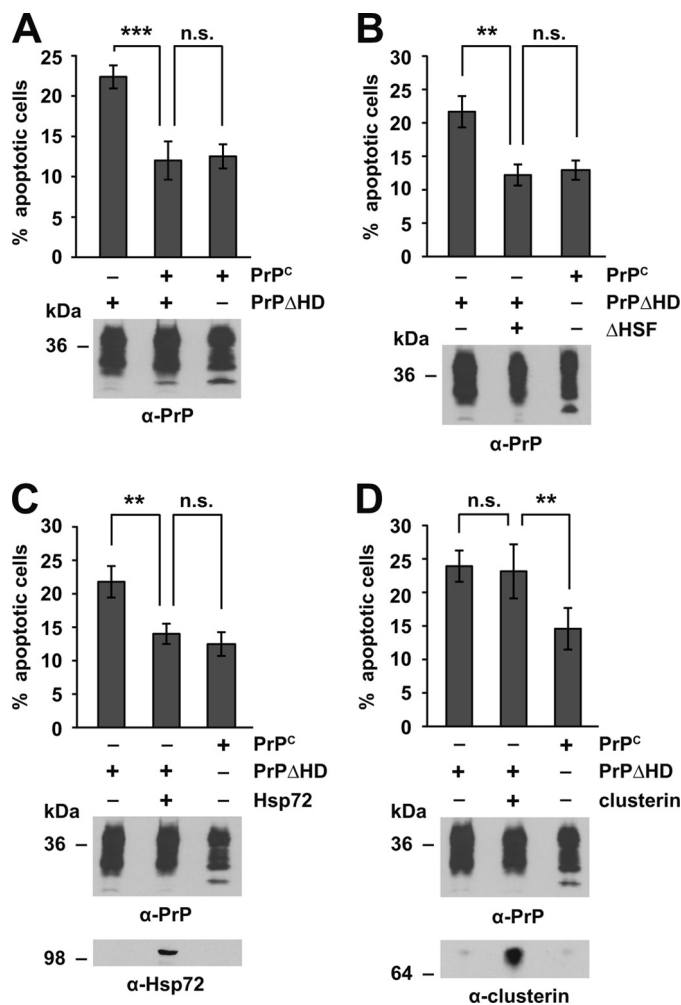 A
*** n.s.
% apoptotic cells
25
20
15
10
5
0
– + + PrPᶜ
+ + – PrPΔHD
kDa
36 –
α-PrP
B
** n.s.
% apoptotic cells
30
25
20
15
10
5
0
– – + PrPᶜ
+ + – PrPΔHD
– + – ΔHSF
kDa
36 –
α-PrP
C
** n.s.
% apoptotic cells
30
25
20
15
10
5
0
– – + PrPᶜ
+ + – PrPΔHD
– + – Hsp72
kDa
36 –
α-PrP
98 –
α-Hsp72
D
n.s. **
% apoptotic cells
30
25
20
15
10
5
0
– – + PrPᶜ
+ + – PrPΔHD
– + – clusterin
kDa
36 –
α-PrP
64 –
α-clusterin